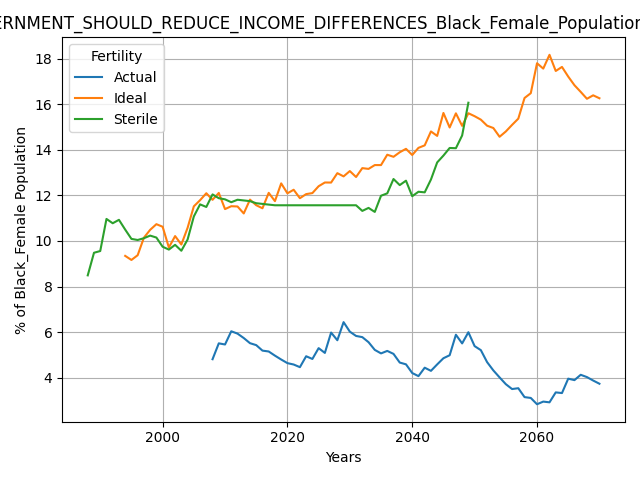 ERNMENT_SHOULD_REDUCE_INCOME_DIFFERENCES_Black_Female_Population
Fertility
Actual
Ideal
Sterile
% of Black_Female Population
18
16
14
12
10
8
6
4
2000 2020 2040 2060
Years